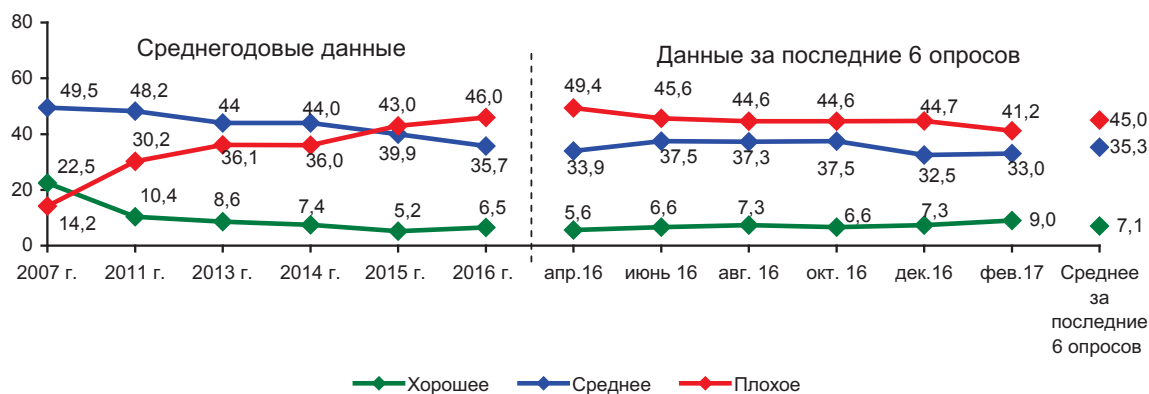 80
60
40
20
0
Среднегодовые данные
Данные за последние 6 опросов
49,5 48,2 44 44,0 43,0 46,0
22,5 30,2 36,1 36,0 39,9 35,7
14,2 10,4 8,6 7,4 5,2 6,5
49,4 45,6 44,6 44,6 44,7 41,2 45,0
33,9 37,5 37,3 37,5 32,5 33,0 35,3
5,6 6,6 7,3 6,6 7,3 9,0 7,1
2007 г. 2011 г. 2013 г. 2014 г. 2015 г. 2016 г. апр.16 июнь 16 авг. 16 окт. 16 дек.16 фев.17 Среднее
за
последние
6 опросов
Хорошее Среднее Плохое